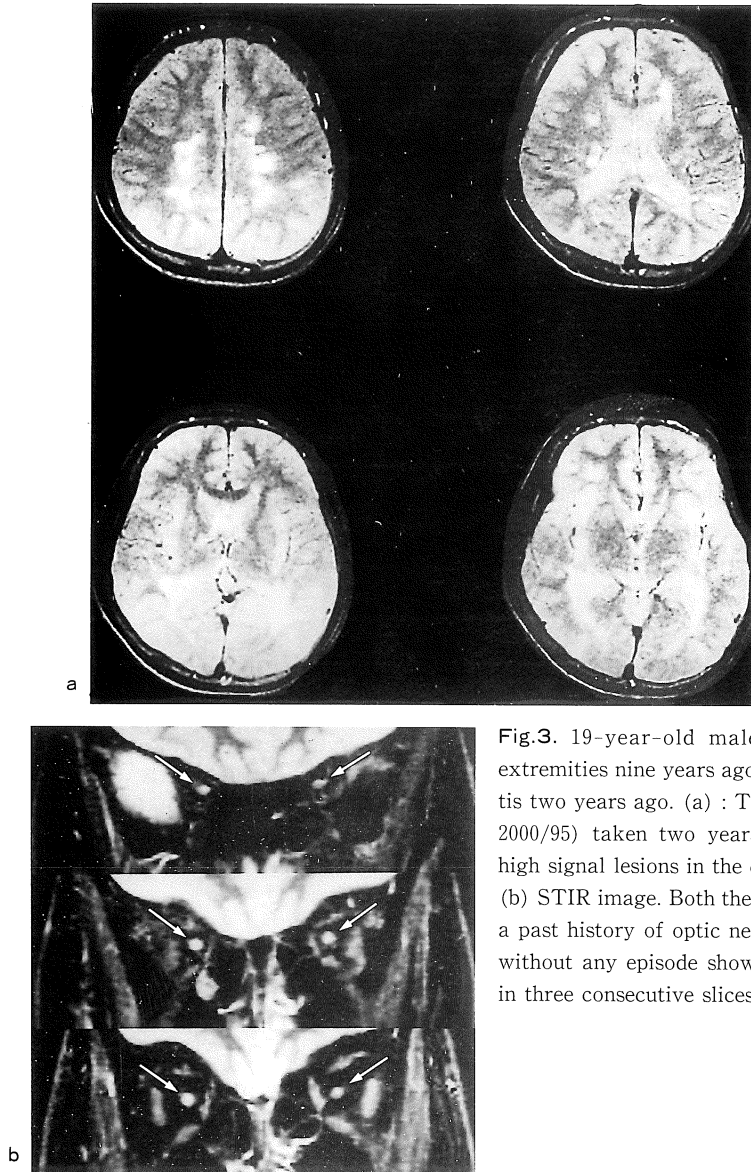 a
Fig.3. 19-year-old male
extremities nine years ago
tis two years ago. (a) : T
2000/95) taken two year
high signal lesions in the
(b) STIR image. Both the
a past history of optic ne
without any episode show
in three consecutive slices
b